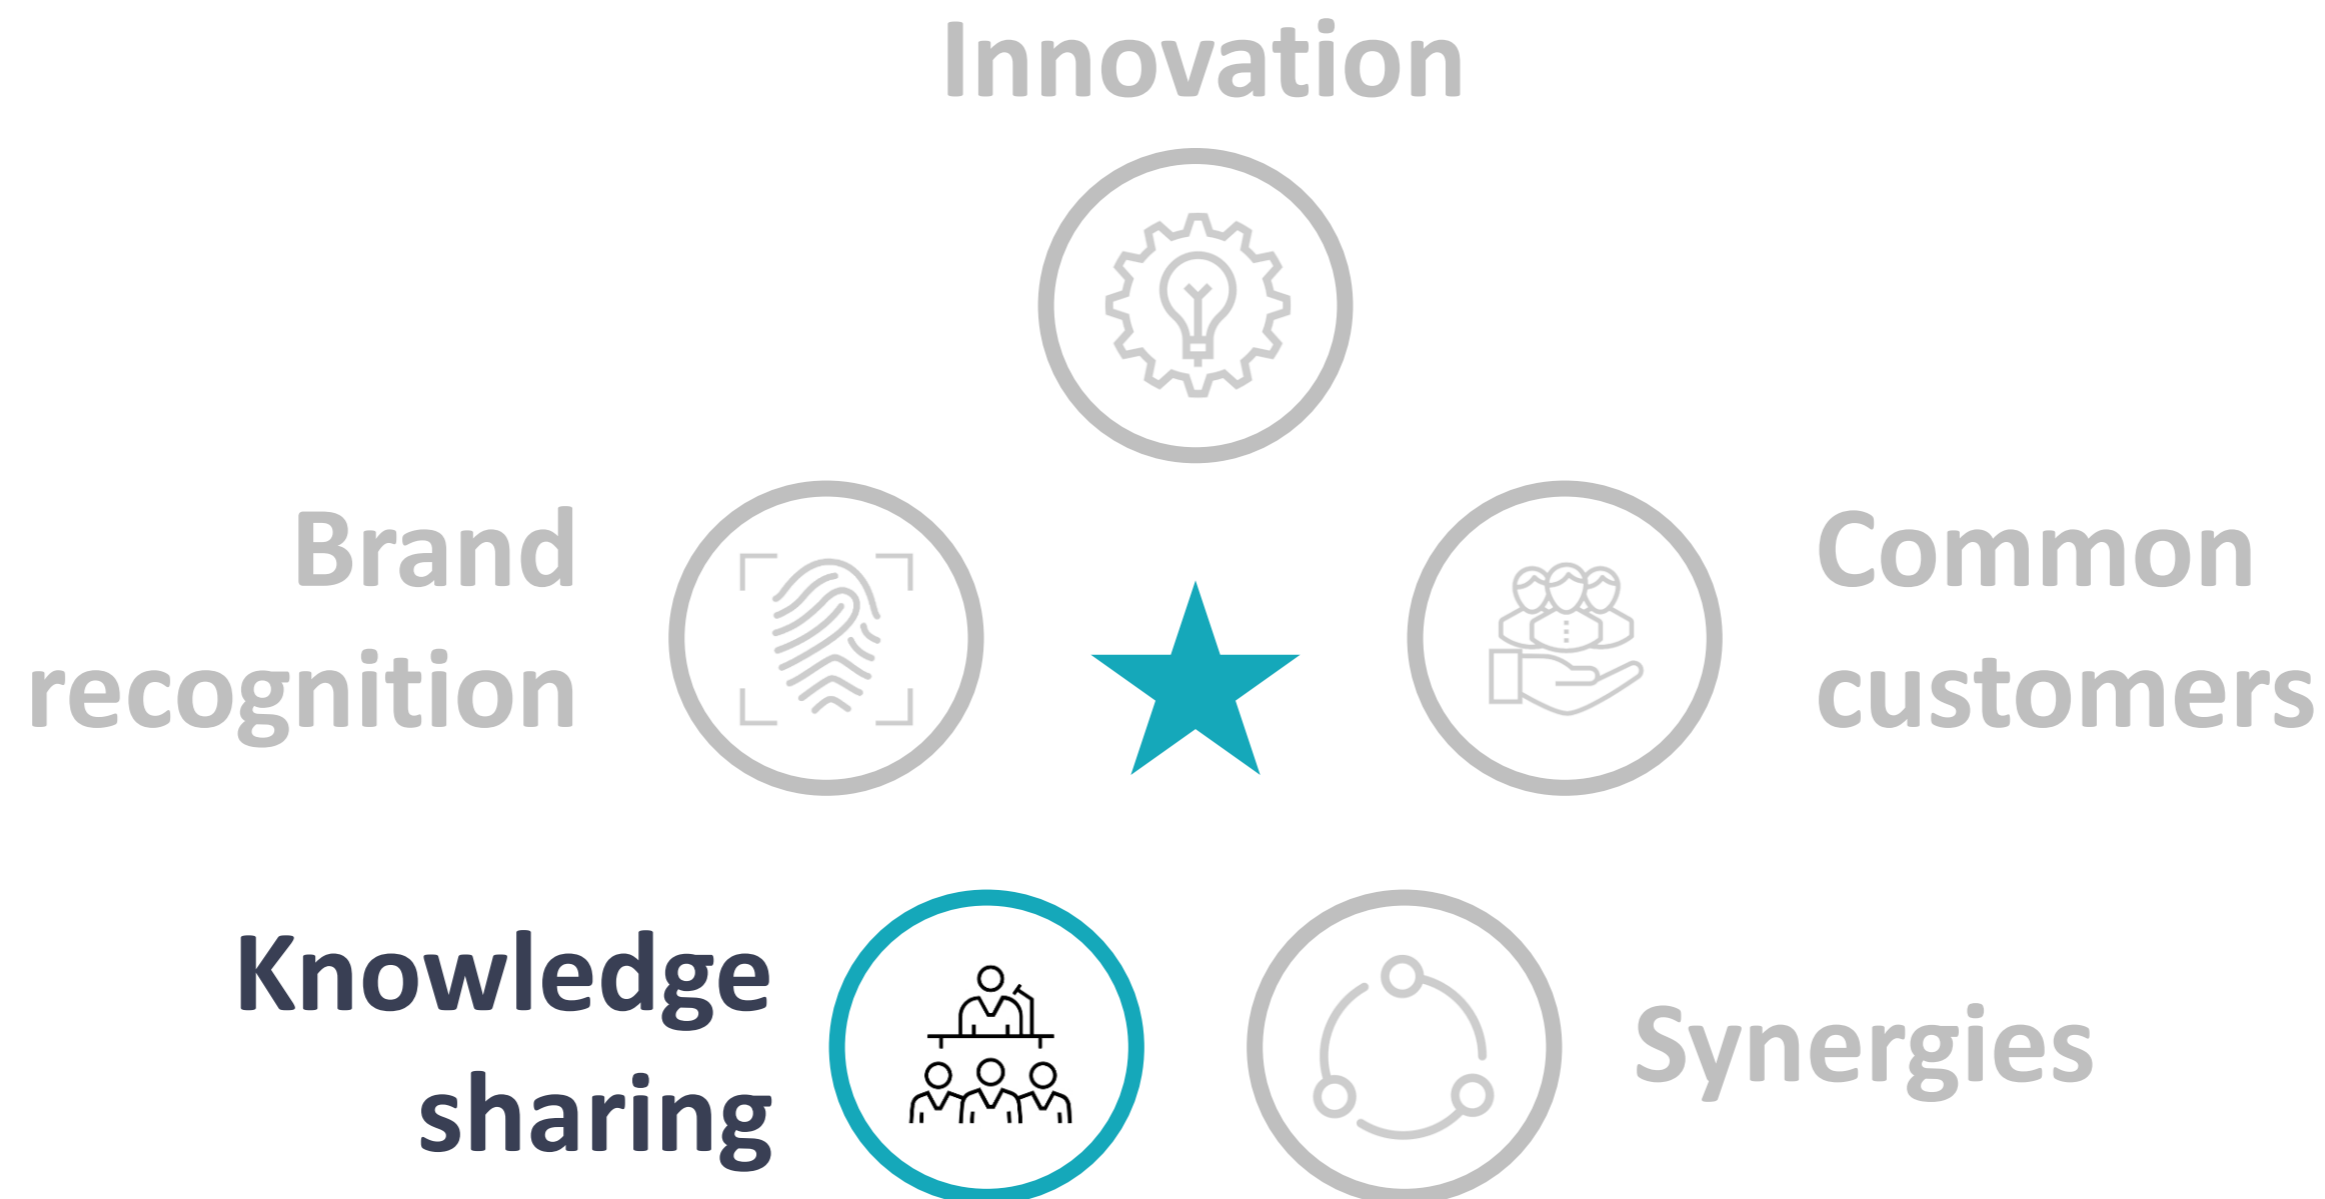 Innovation
Brand
recognition
Common
customers
Knowledge
sharing
Synergies